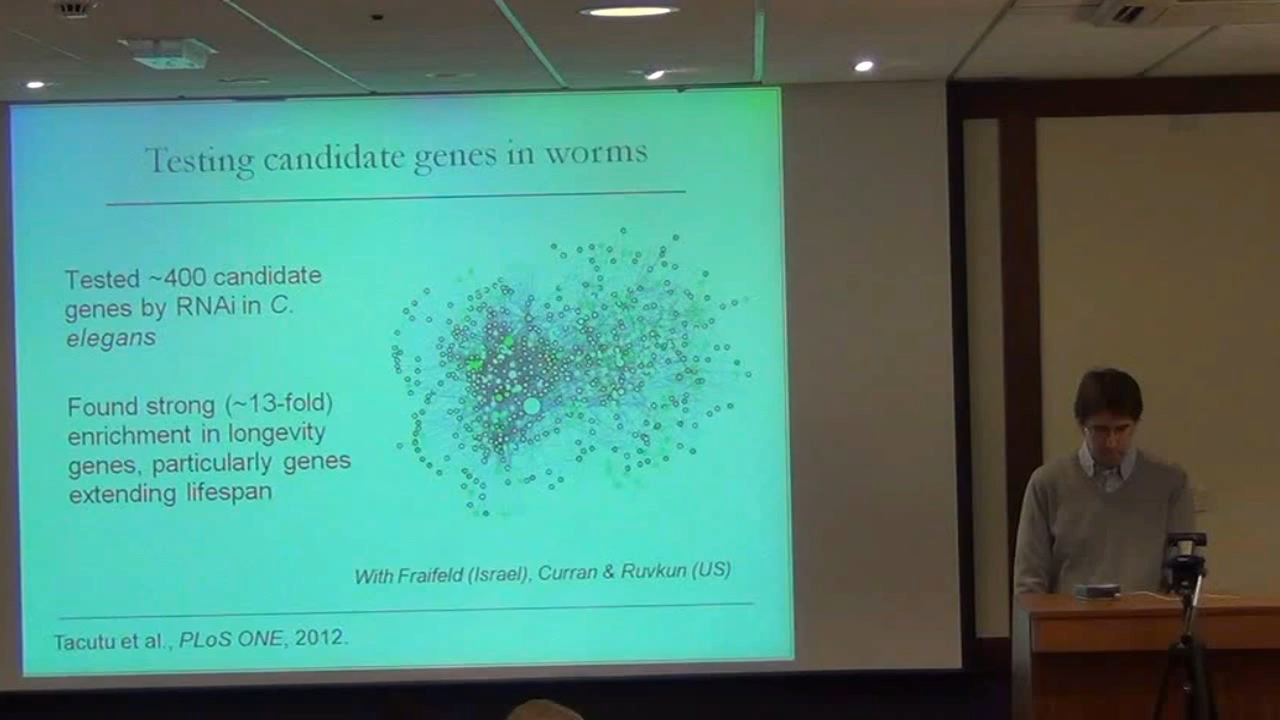 Testing candidate genes in worms
Tested ~400 candidate
genes by RNAi in C.
elegans
Found strong (~13-fold)
enrichment in longevity
genes, particularly genes
extending lifespan
With Fraifeld (Israel), Curran & Ruvkun (US)
Tacutu et al., PLoS ONE, 2012.